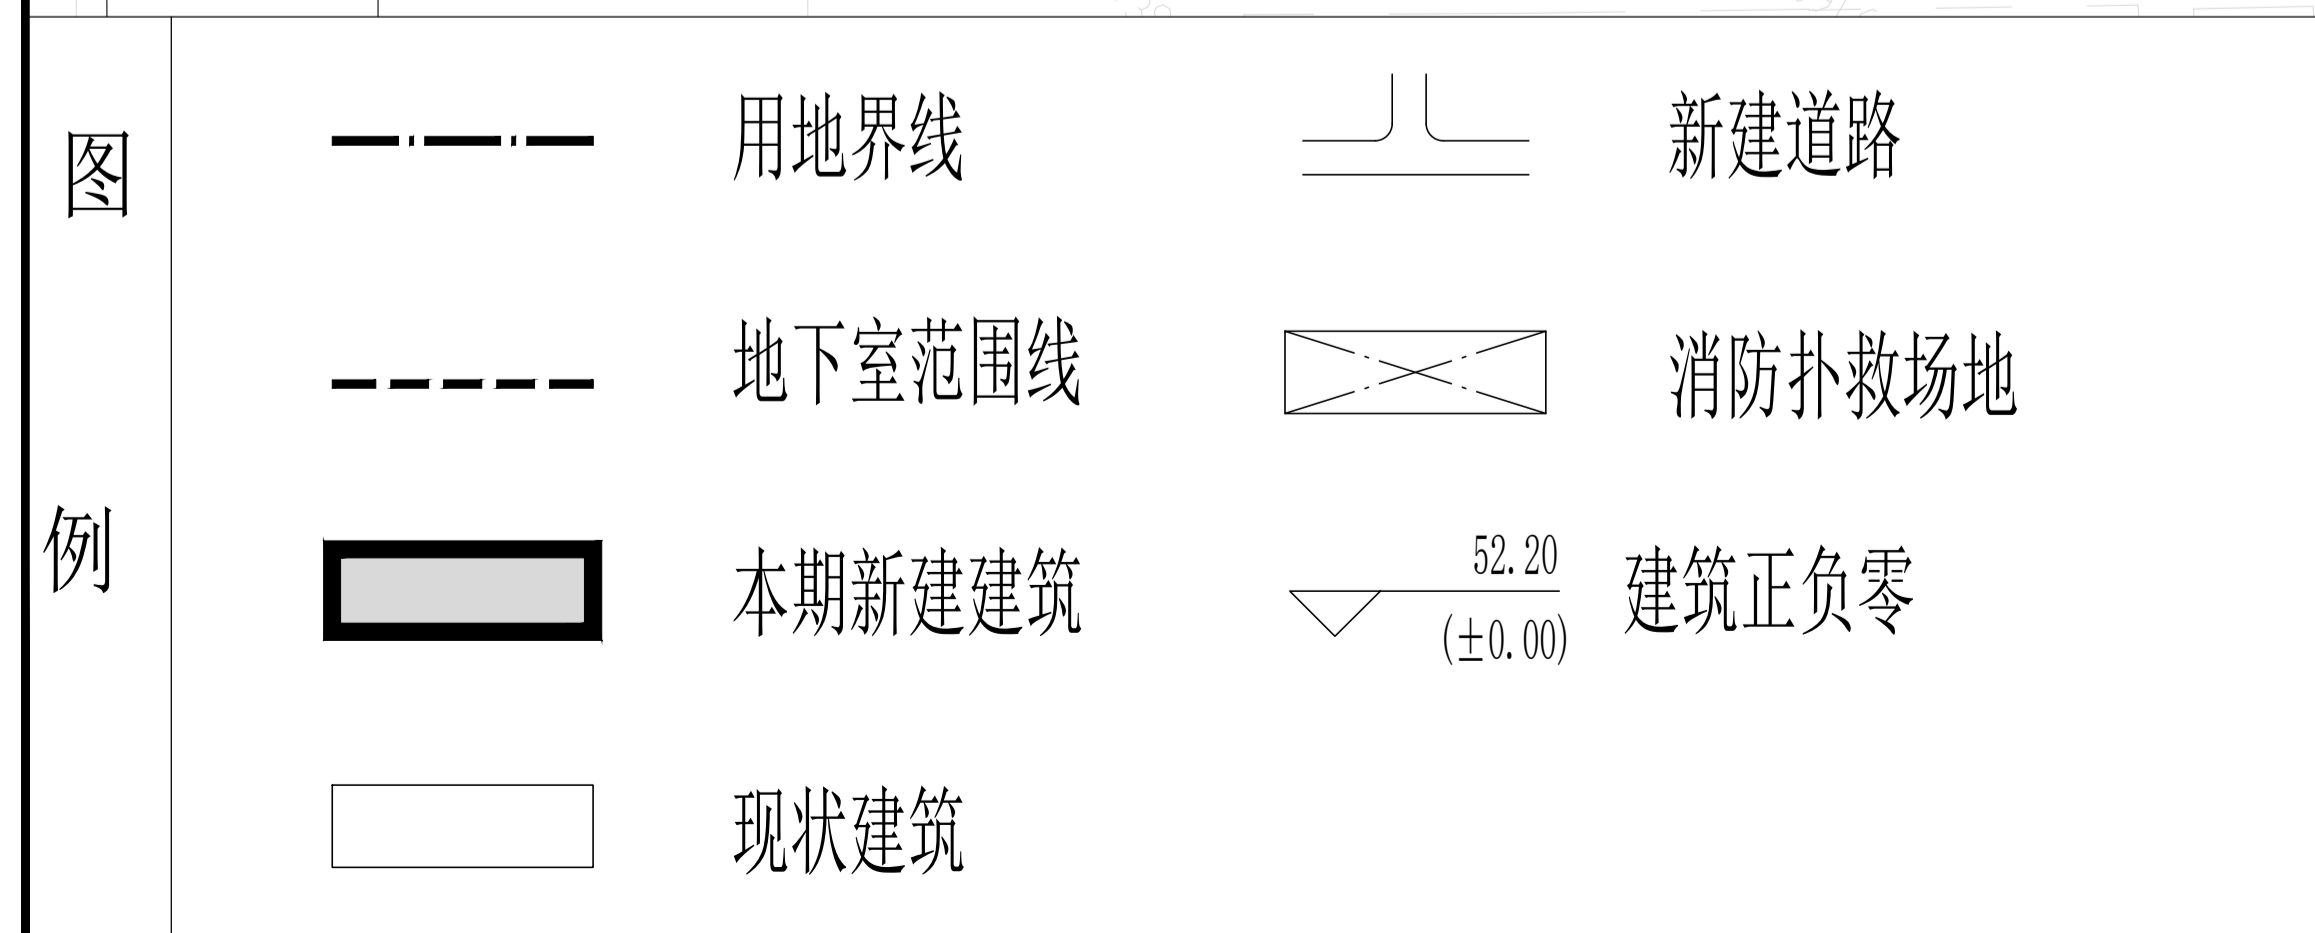 图例
用地界线
新建道路
地下室范围线
消防扑救场地
本期新建建筑
52.20
(±0.00)
建筑正负零
现状建筑